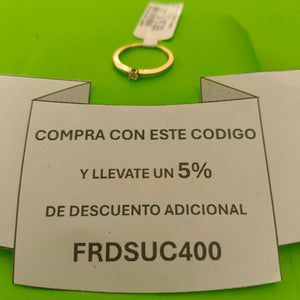 COMPRA CON ESTE CODIGO
Y LLEVATE UN 5%
DE DESCUENTO ADICIONAL
FRDSUC400